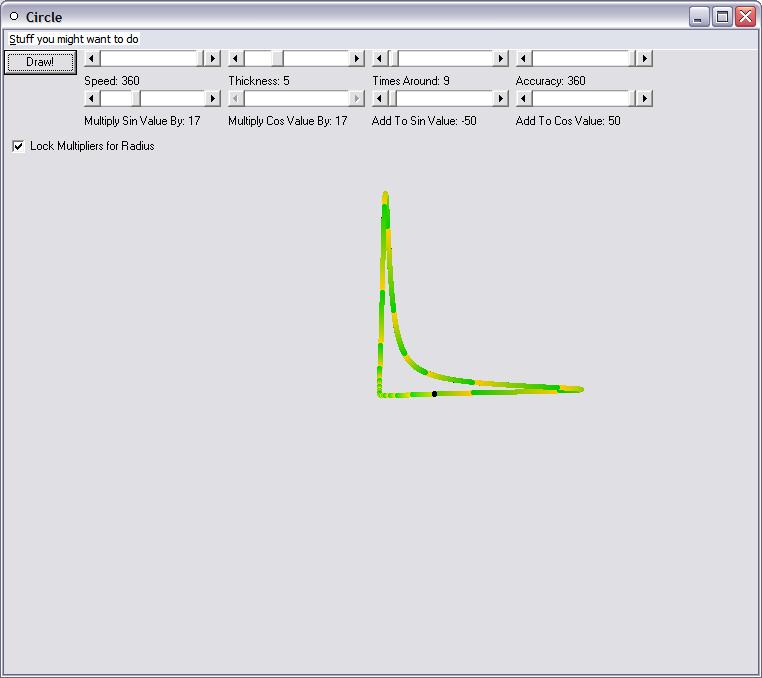 Circle
Stuff you might want to do
Draw!
Speed: 360
Thickness: 5
Times Around: 9
Accuracy: 360
Multiply Sin Value By: 17
Multiply Cos Value By: 17
Add To Sin Value: -50
Add To Cos Value: 50
Lock Multipliers for Radius